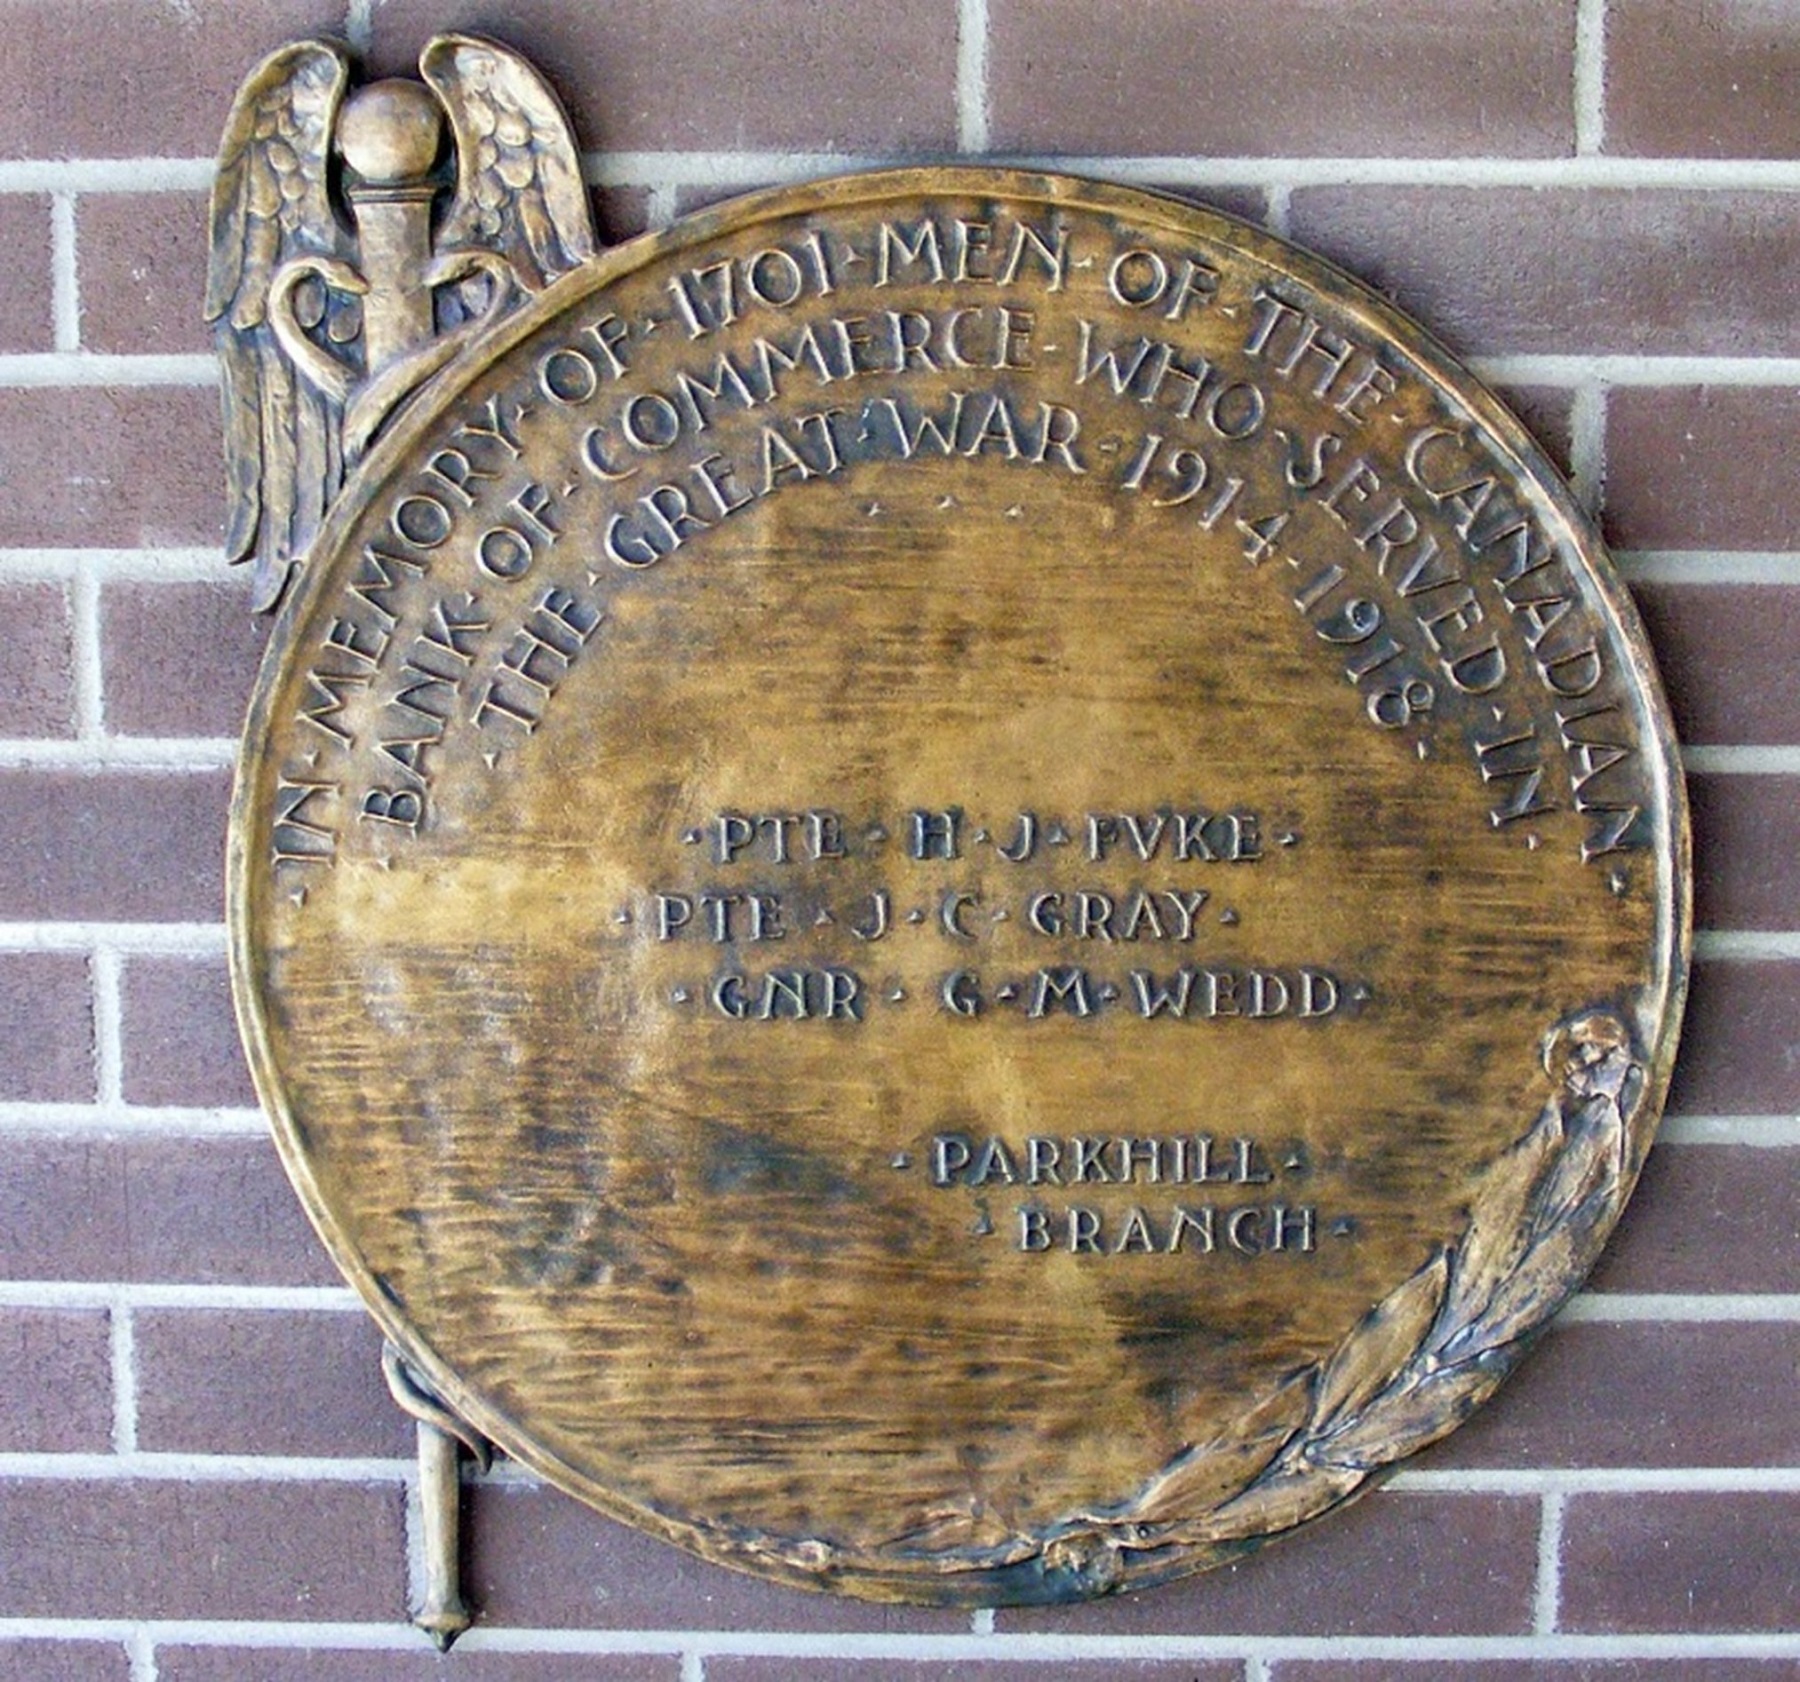 ·IN·MEMORY·OF·1701·MEN·OF·THE·CANADIAN·
BANK·OF·COMMERCE·WHO·SERVED·IN·
·THE·GREAT·WAR·1914·1918·
·PTE·H·J·FVKE·
·PTE·J·C·GRAY·
·GNR·G·M·WEDD·
·PARKHILL·
·BRANCH·